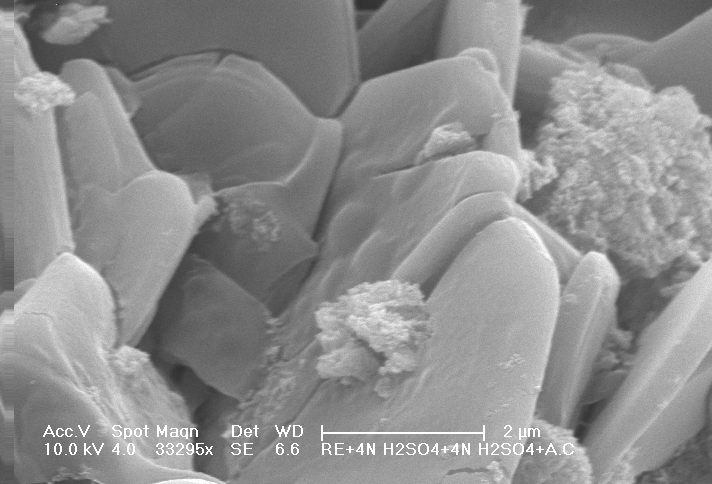 Acc.V Spot Magn Det WD 2 µm
10.0 kV 4.0 33295x SE 6.6 RE+4N H2SO4+4N H2SO4+A.C